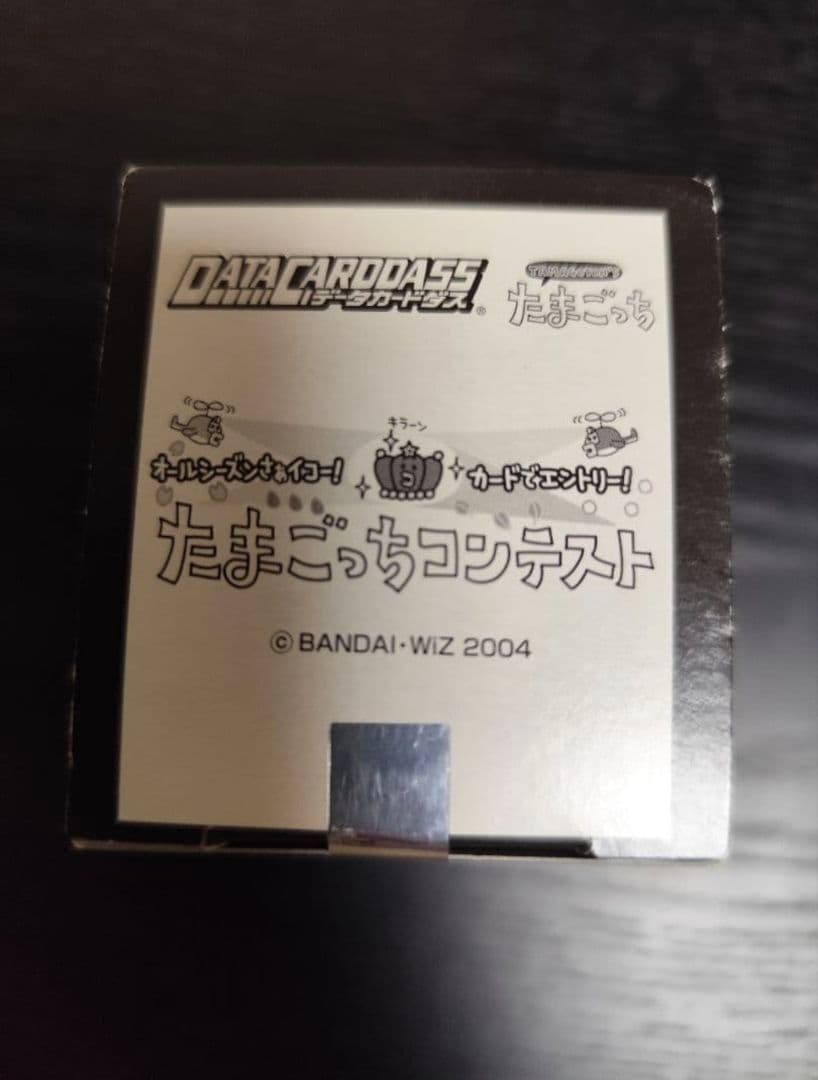 DATA CARDDASS
データカードダス®
TAMAGOTCHI'S
たまごっち
キラーン
オールシーズンさぁイコー!
カードでエントリー!
たまごっちコンテスト
© BANDAI・WiZ 2004